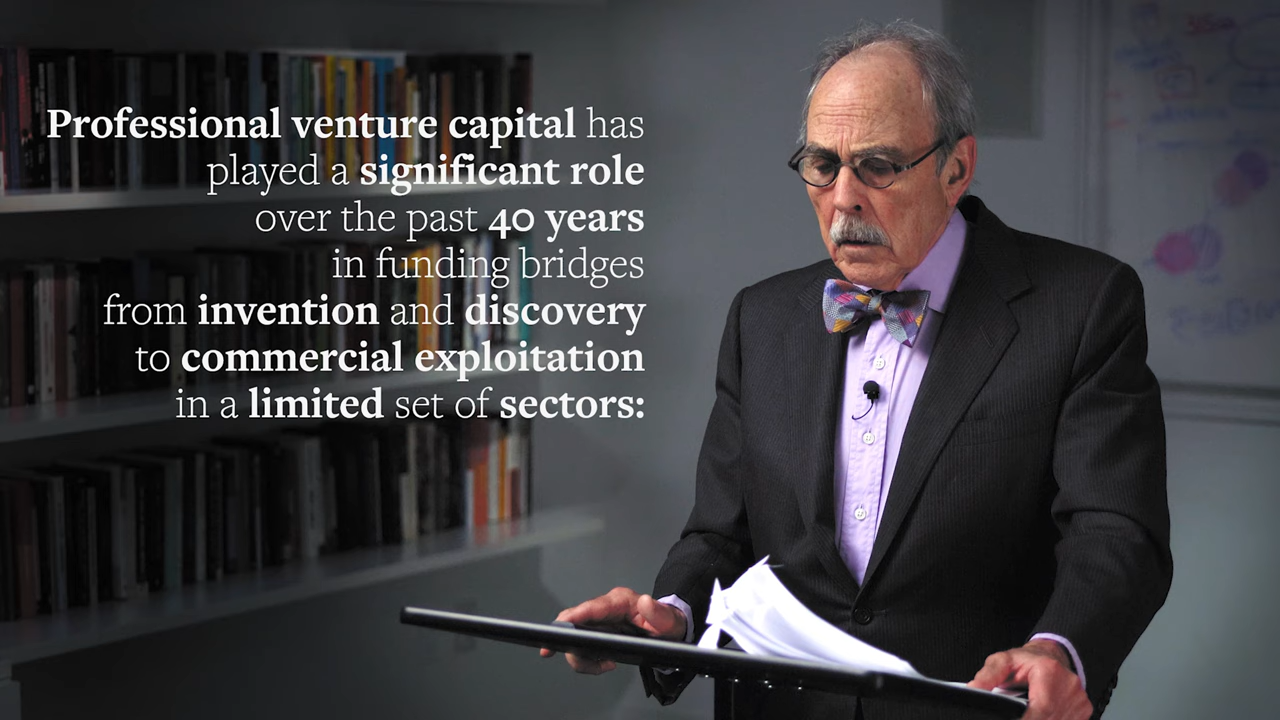 Professional venture capital has
played a significant role
over the past 40 years
in funding bridges
from invention and discovery
to commercial exploitation
in a limited set of sectors: